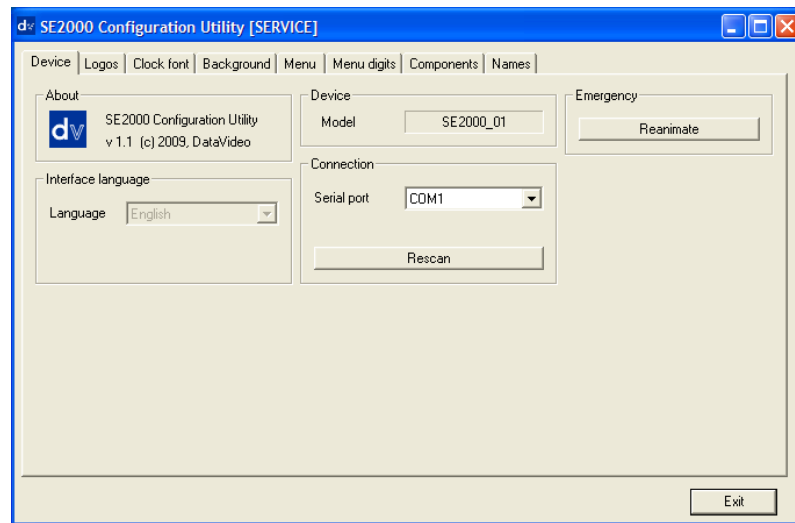 SE2000 Configuration Utility [SERVICE]
Device Logos Clock font Background Menu Menu digits Components Names
About
dv
SE2000 Configuration Utility
v 1.1 (c) 2009, DataVideo
Interface language
Language English
Device
Model SE2000_01
Connection
Serial port COM1
Rescan
Emergency
Reanimate
Exit